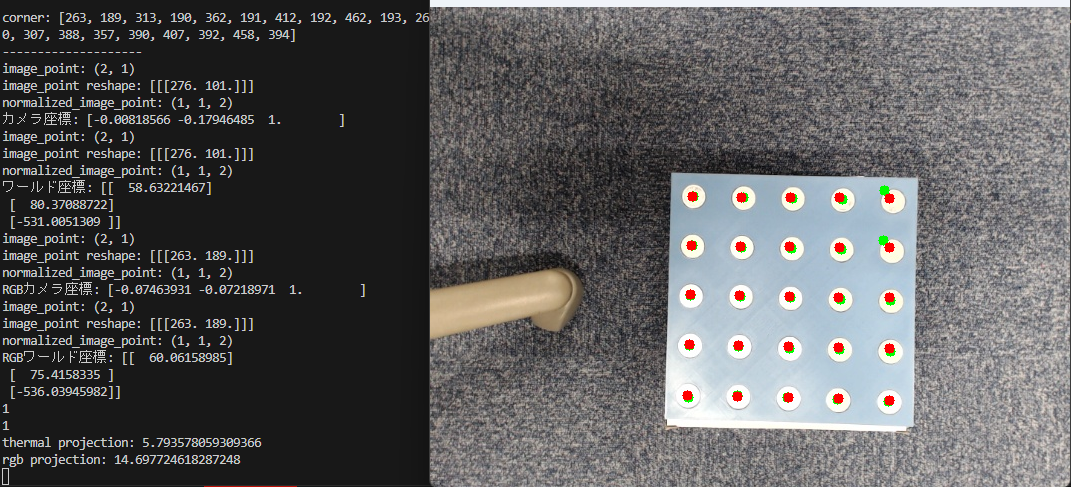 corner: [263, 189, 313, 190, 362, 191, 412, 192, 462, 193, 26
0, 307, 388, 357, 390, 407, 392, 458, 394]
--------------------
image_point: (2, 1)
image_point reshape: [[[276. 101.]]]
normalized_image_point: (1, 1, 2)
カメラ座標: [-0.00818566 -0.17946485  1.        ]
image_point: (2, 1)
image_point reshape: [[[276. 101.]]]
normalized_image_point: (1, 1, 2)
ワールド座標: [[  58.63221467]
 [  80.37088722]
 [-531.0051309 ]]
image_point: (2, 1)
image_point reshape: [[[263. 189.]]]
normalized_image_point: (1, 1, 2)
RGBカメラ座標: [-0.07463931 -0.07218971  1.        ]
image_point: (2, 1)
image_point reshape: [[[263. 189.]]]
normalized_image_point: (1, 1, 2)
RGBワールド座標: [[  60.06158985]
 [  75.4158335 ]
 [-536.03945982]]
1
1
thermal projection: 5.793578059309366
rgb projection: 14.697724618287248